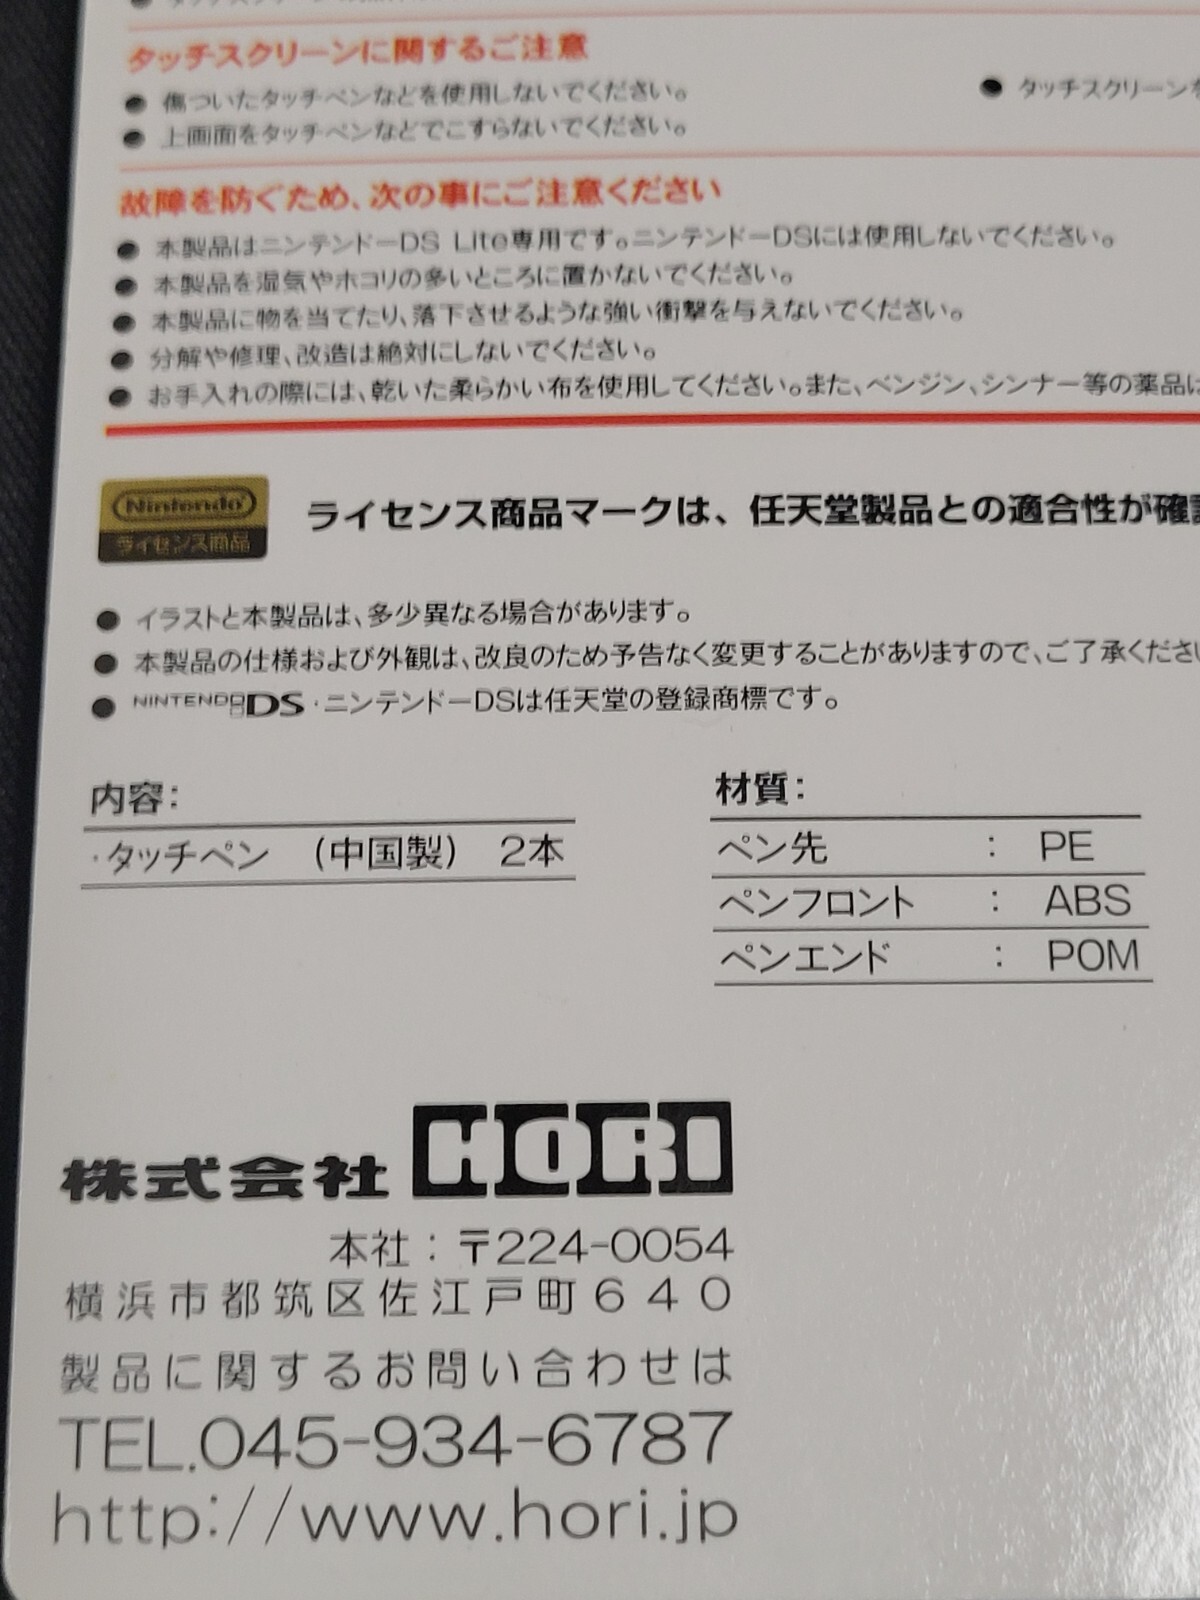 タッチスクリーンに関するご注意
● 傷ついたタッチペンなどを使用しないでください。
● タッチスクリーンを
● 上画面をタッチペンなどでこすらないでください。
故障を防ぐため、次の事にご注意ください
● 本製品はニンテンドーDS Lite専用です。ニンテンドーDSには使用しないでください。
● 本製品を湿気やホコリの多いところに置かないでください。
● 本製品に物を当てたり、落下させるような強い衝撃を与えないでください。
● 分解や修理、改造は絶対にしないでください。
● お手入れの際には、乾いた柔らかい布を使用してください。また、ベンジン、シンナー等の薬品は
Nintendo
ライセンス商品
ライセンス商品マークは、任天堂製品との適合性が確
● イラストと本製品は、多少異なる場合があります。
● 本製品の仕様および外観は、改良のため予告なく変更することがありますので、ご了承くださ
● NINTENDO DS・ニンテンドーDSは任天堂の登録商標です。
内容:
・タッチペン (中国製) 2本
材質:
ペン先 : PE
ペンフロント : ABS
ペンエンド : POM
株式会社 HORI
本社:〒224-0054
横浜市都筑区佐江戸町640
製品に関するお問い合わせは
TEL.045-934-6787
http://www.hori.jp